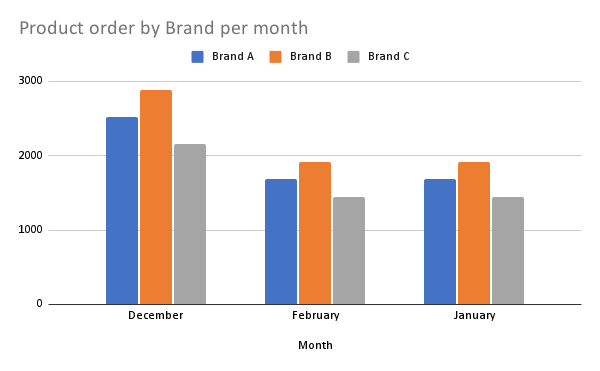 Product order by Brand per month
Brand A Brand B Brand C
3000
2000
1000
0
December February January
Month